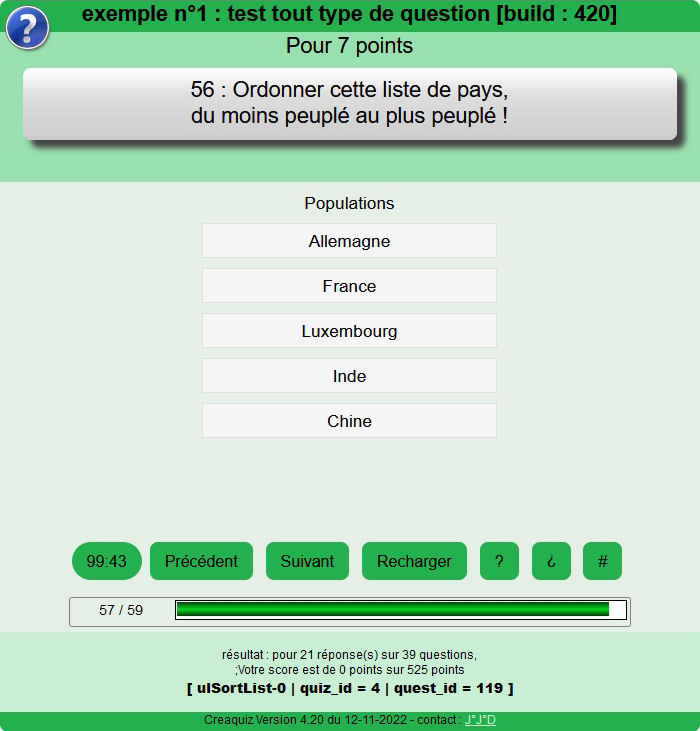 exemple n°1 : test tout type de question [build : 420]
Pour 7 points
56 : Ordonner cette liste de pays,
du moins peuplé au plus peuplé !
Populations
Allemagne
France
Luxembourg
Inde
Chine
99:43 Précédent Suivant Recharger ? ¿ #
57 / 59
résultat : pour 21 réponse(s) sur 39 questions,
;Votre score est de 0 points sur 525 points
[ ulSortList-0 | quiz_id = 4 | quest_id = 119 ]
Creaquiz Version 4.20 du 12-11-2022 - contact : J°J°D